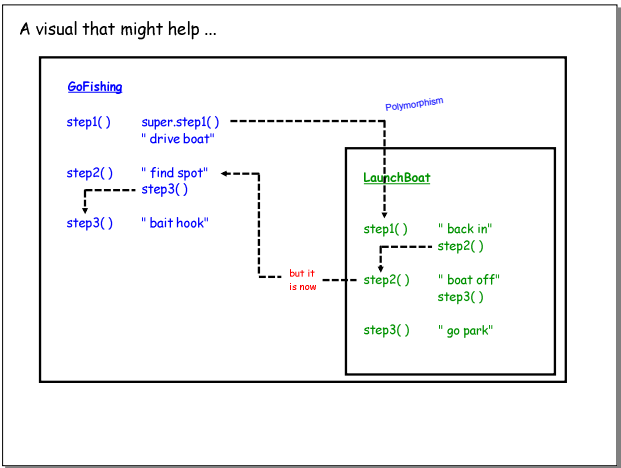 A visual that might help ...
GoFishing
Polymorphism
step1( ) super.step1( )
" drive boat"
step2( ) " find spot"
step3( )
step3( ) " bait hook"
LaunchBoat
step1( ) " back in"
step2( )
but it
is now
step2( ) " boat off"
step3( )
step3( ) " go park"